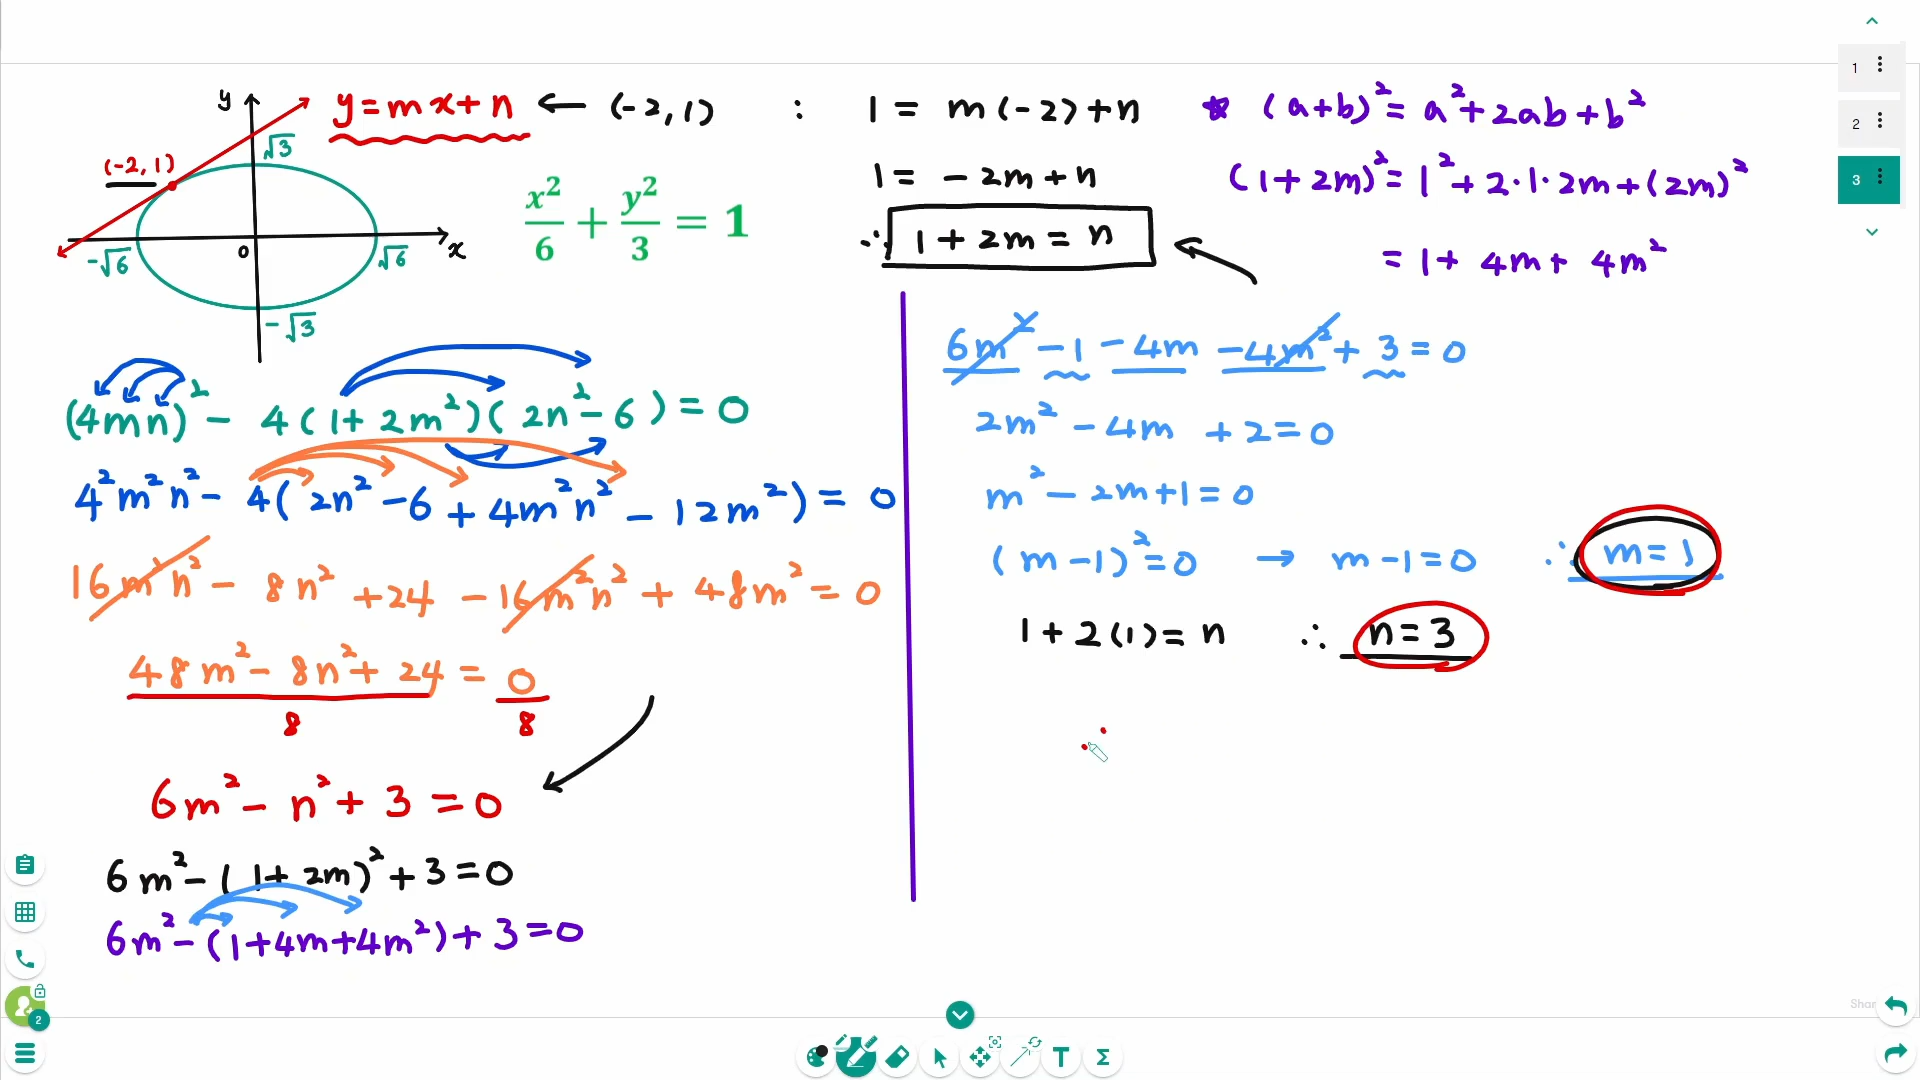 y = mx + n ← (-2, 1) : 1 = m(-2) + n
y
√3
(-2, 1)
0
x
-√6
√6
-√3
x²/6 + y²/3 = 1
1 = -2m + n
∴ 1 + 2m = n
* (a+b)² = a² + 2ab + b²
(1 + 2m)² = 1² + 2·1·2m + (2m)²
= 1 + 4m + 4m²
(4mn)² - 4(1 + 2m²)(2n² - 6) = 0
4²m²n² - 4(2n² - 6 + 4m²n² - 12m²) = 0
16m²n² - 8n² + 24 - 16m²n² + 48m² = 0
48m² - 8n² + 24 = 0
8 8
6m² - n² + 3 = 0
6m² - (1 + 2m)² + 3 = 0
6m² - (1 + 4m + 4m²) + 3 = 0
6m² - 1 - 4m - 4m² + 3 = 0
2m² - 4m + 2 = 0
m² - 2m + 1 = 0
(m - 1)² = 0 → m - 1 = 0 ∴ m = 1
1 + 2(1) = n ∴ n = 3
1
2
3
2
T
Σ